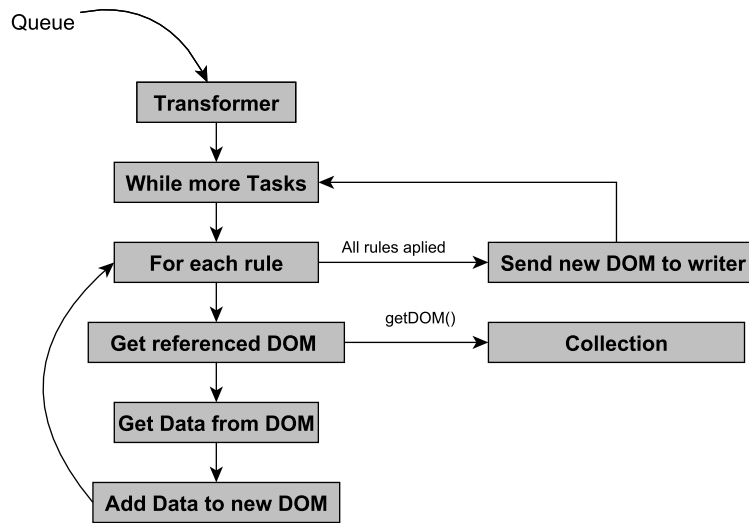 Queue
Transformer
While more Tasks
For each rule
All rules aplied
Send new DOM to writer
Get referenced DOM
getDOM()
Collection
Get Data from DOM
Add Data to new DOM